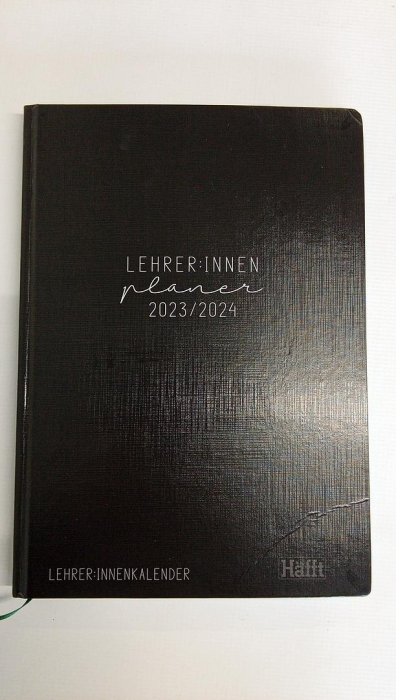 LEHRER:INNEN
planer
2023/2024
LEHRER:INNENKALENDER
Häfft